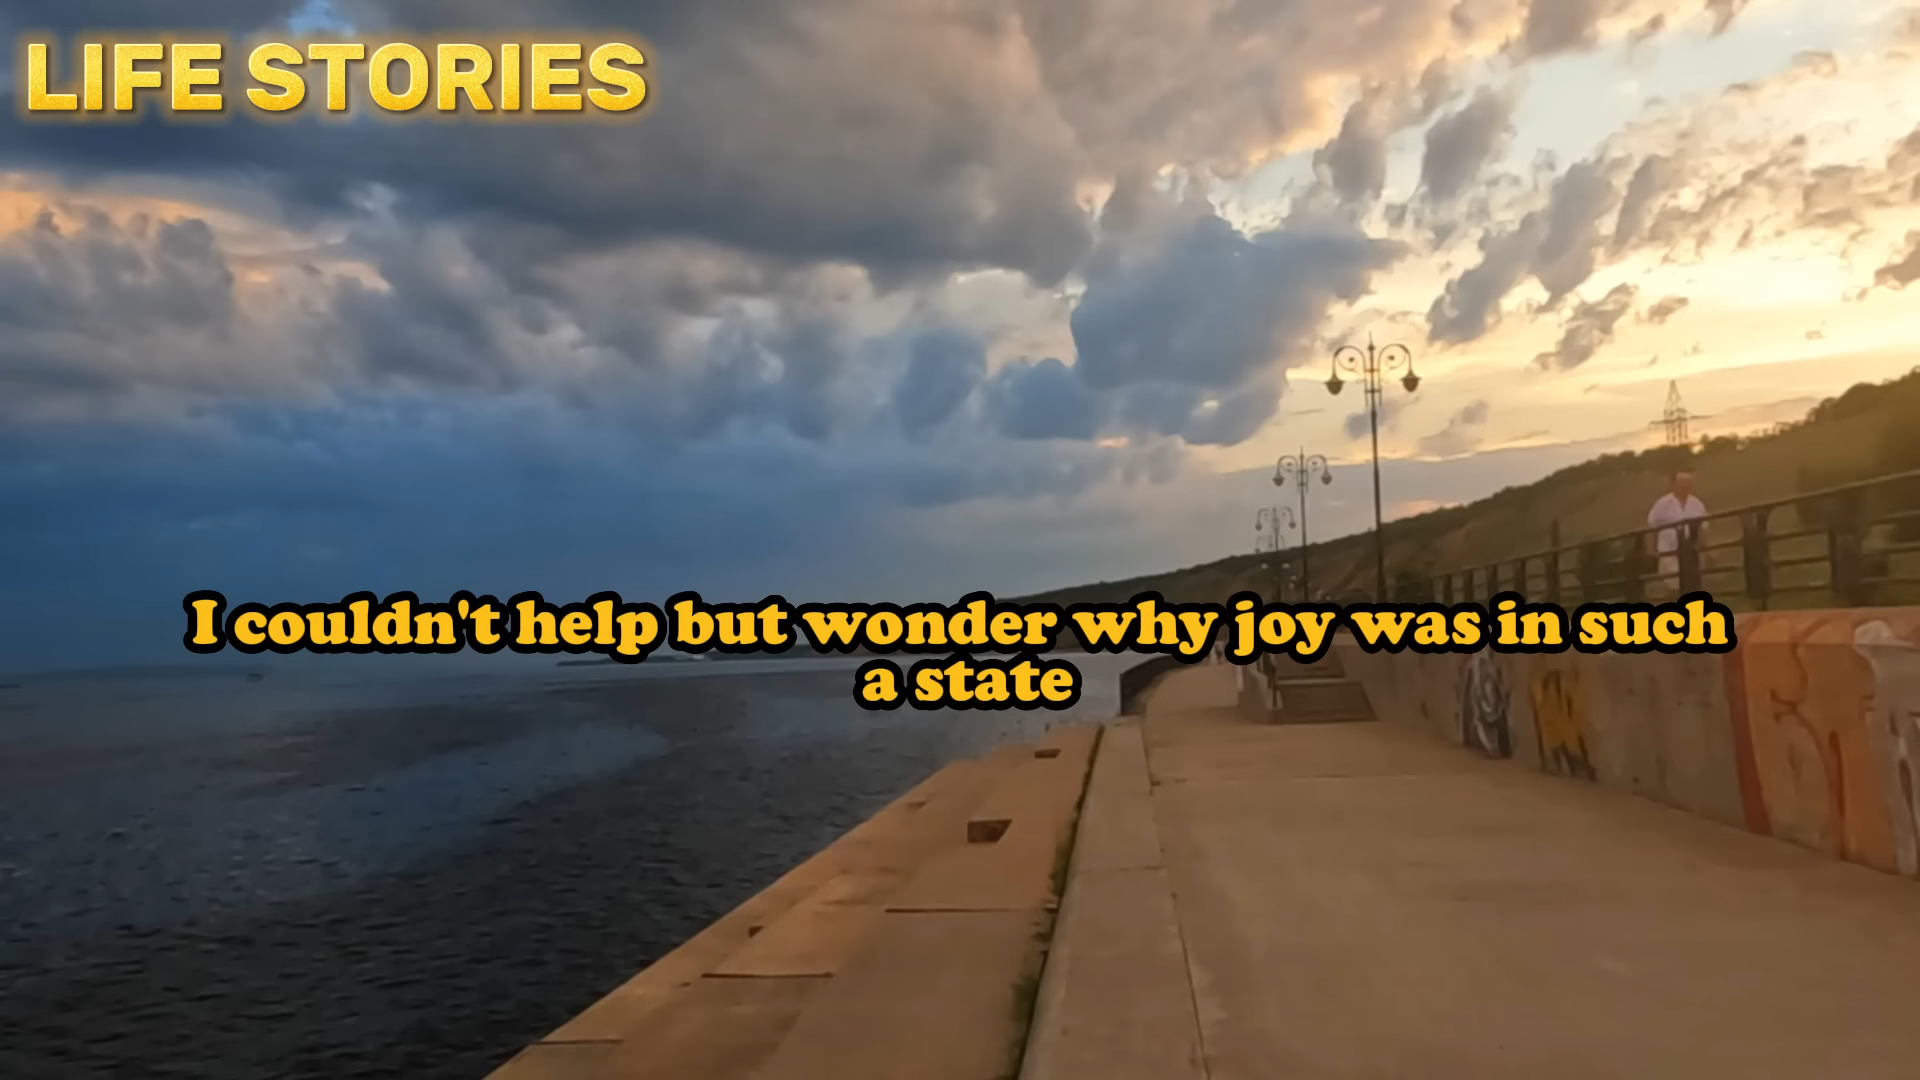 LIFE STORIES
I couldn't help but wonder why joy was in such
a state